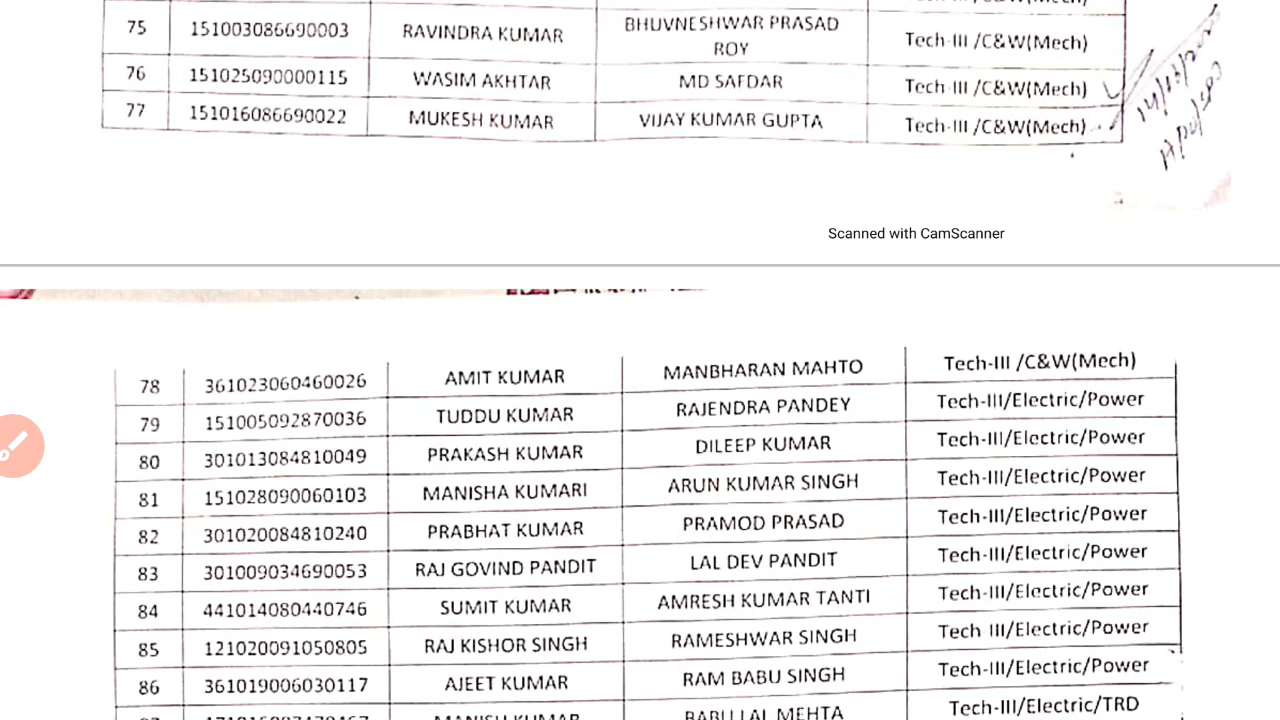 75 151003086690003 RAVINDRA KUMAR BHUVNESHWAR PRASAD ROY Tech-III /C&W(Mech)
76 151025090000115 WASIM AKHTAR MD SAFDAR Tech-III /C&W(Mech)
77 151016086690022 MUKESH KUMAR VIJAY KUMAR GUPTA Tech-III /C&W(Mech)
Scanned with CamScanner
78 361023060460026 AMIT KUMAR MANBHARAN MAHTO Tech-III /C&W(Mech)
79 151005092870036 TUDDU KUMAR RAJENDRA PANDEY Tech-III/Electric/Power
80 301013084810049 PRAKASH KUMAR DILEEP KUMAR Tech-III/Electric/Power
81 151028090060103 MANISHA KUMARI ARUN KUMAR SINGH Tech-III/Electric/Power
82 301020084810240 PRABHAT KUMAR PRAMOD PRASAD Tech-III/Electric/Power
83 301009034690053 RAJ GOVIND PANDIT LAL DEV PANDIT Tech-III/Electric/Power
84 441014080440746 SUMIT KUMAR AMRESH KUMAR TANTI Tech-III/Electric/Power
85 121020091050805 RAJ KISHOR SINGH RAMESHWAR SINGH Tech III/Electric/Power
86 361019006030117 AJEET KUMAR RAM BABU SINGH Tech-III/Electric/Power
MANISH KUMAR BABU LAL MEHTA Tech-III/Electric/TRD